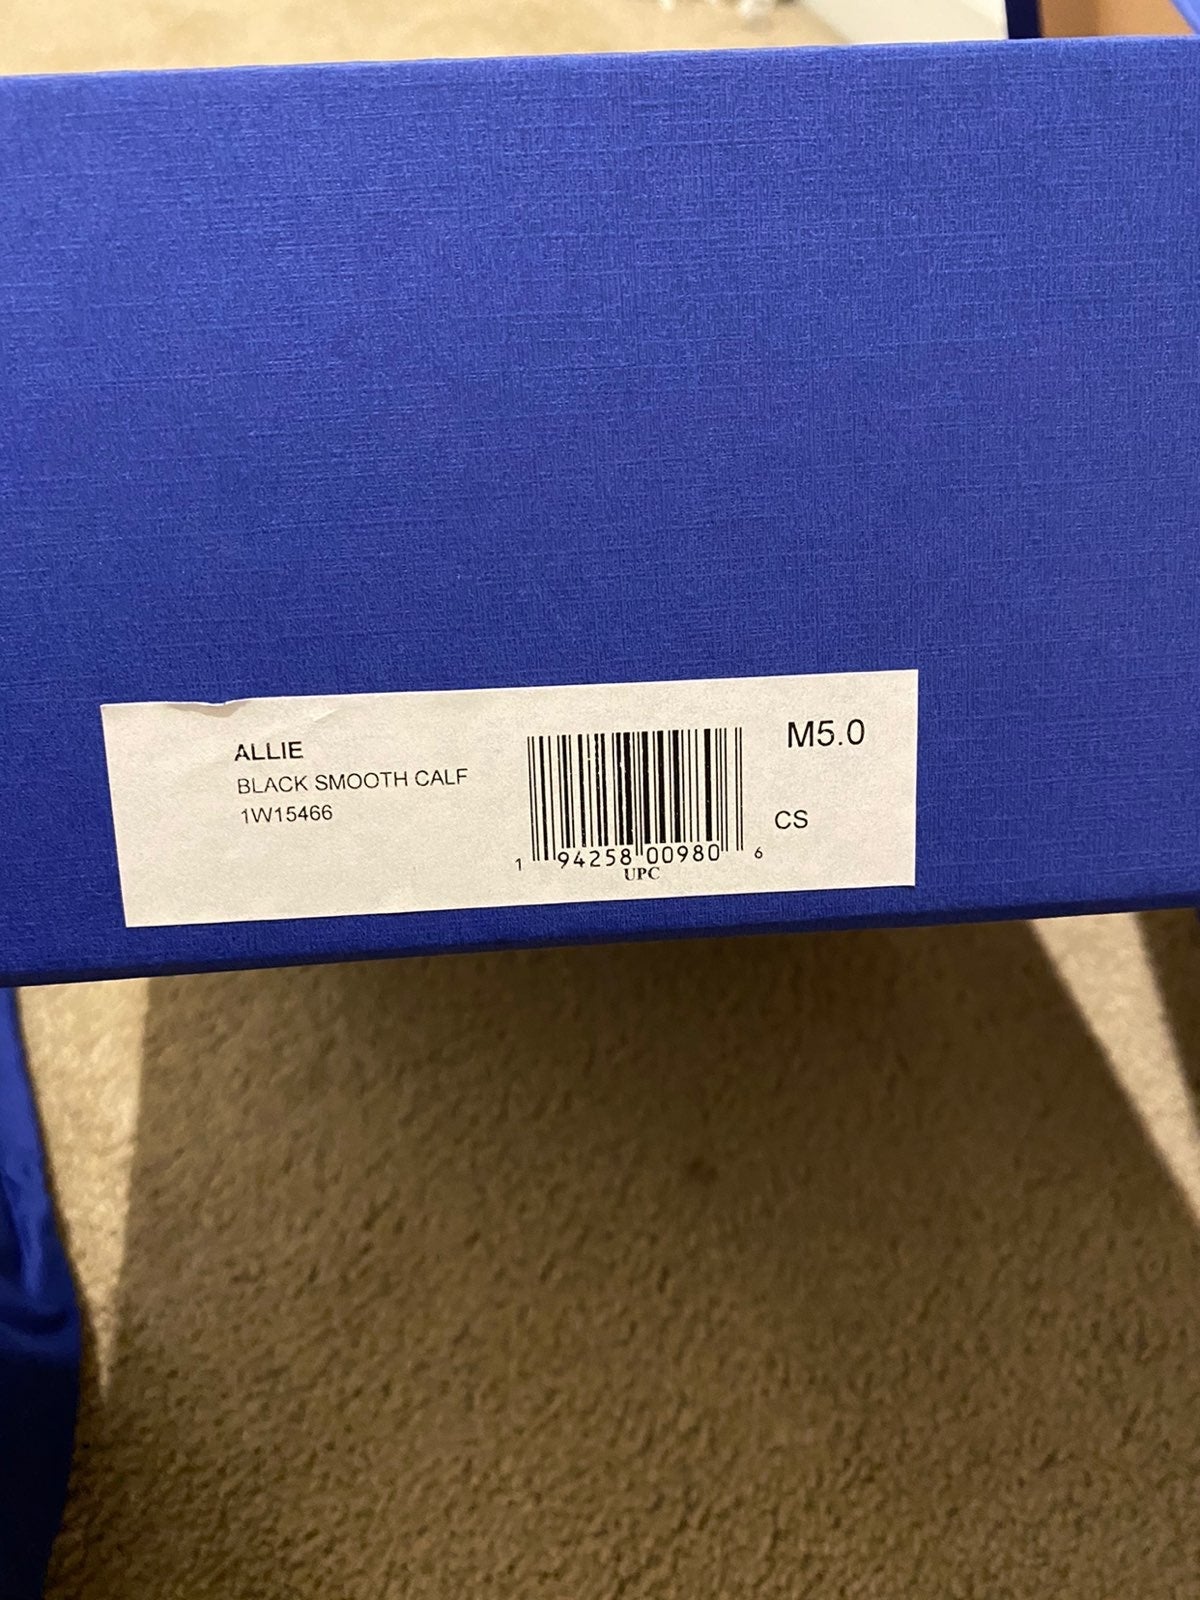 ALLIE
BLACK SMOOTH CALF
1W15466
1 94258 00980 6
UPC
M5.0
CS